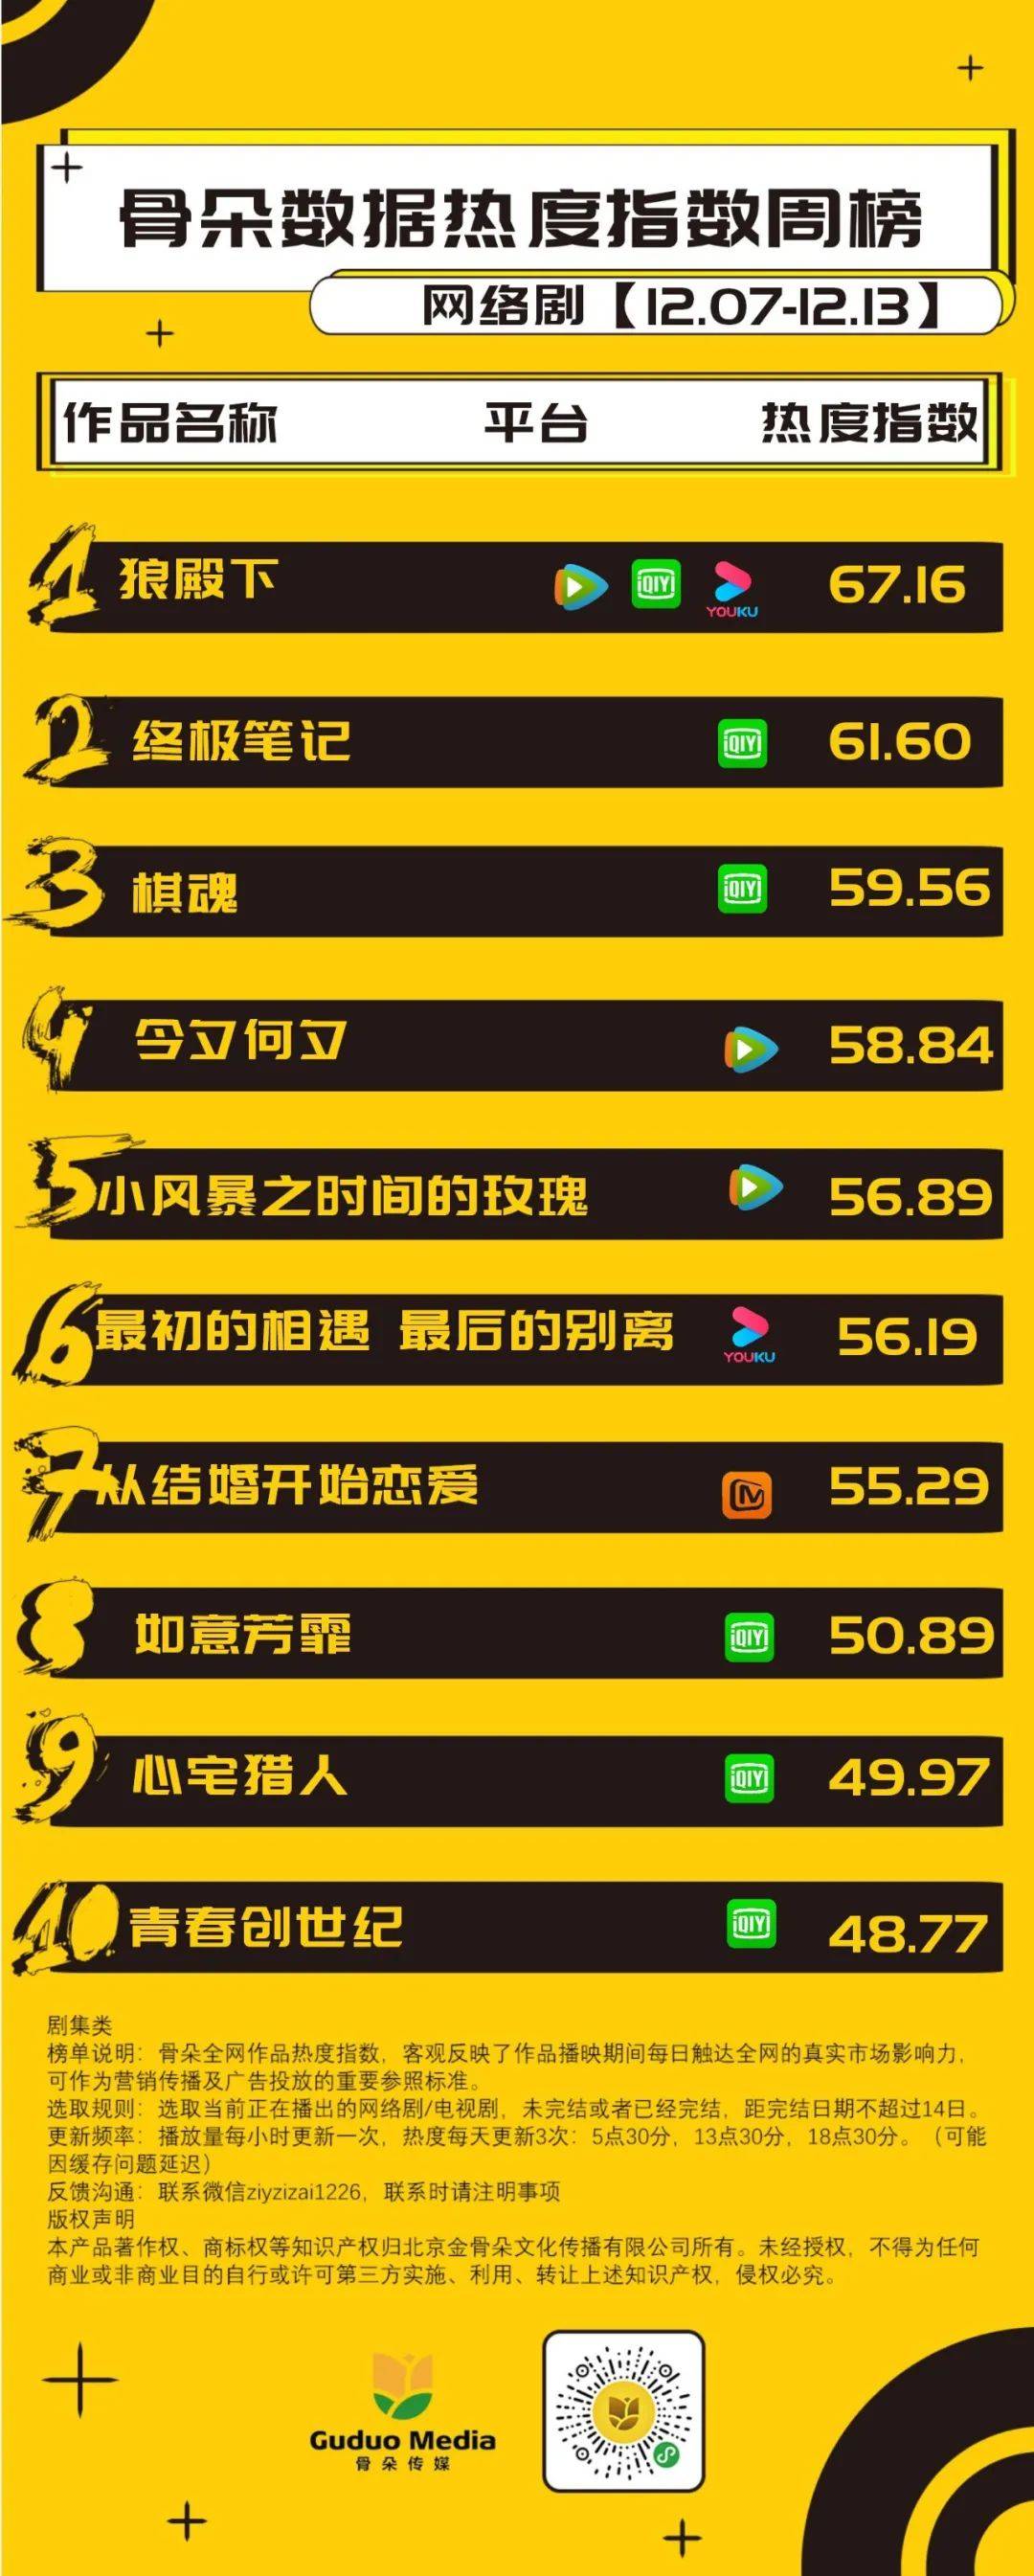 骨朵数据热度指数周榜
网络剧【12.07-12.13】
作品名称 平台 热度指数
1 狼殿下 iQIYI YOUKU 67.16
2 终极笔记 iQIYI 61.60
3 棋魂 iQIYI 59.56
4 今夕何夕 58.84
5 小风暴之时间的玫瑰 56.89
6 最初的相遇 最后的别离 YOUKU 56.19
7 从结婚开始恋爱 55.29
8 如意芳霏 iQIYI 50.89
9 心宅猎人 iQIYI 49.97
10 青春创世纪 iQIYI 48.77
剧集类
榜单说明：骨朵全网作品热度指数，客观反映了作品播映期间每日触达全网的真实市场影响力，
可作为营销传播及广告投放的重要参照标准。
选取规则：选取当前正在播出的网络剧/电视剧，未完结或者已经完结，距完结日期不超过14日。
更新频率：播放量每小时更新一次，热度每天更新3次：5点30分，13点30分，18点30分。（可能
因缓存问题延迟）
反馈沟通：联系微信ziyzizai1226，联系时请注明事项
版权声明
本产品著作权、商标权等知识产权归北京金骨朵文化传播有限公司所有。未经授权，不得为任何
商业或非商业目的自行或许可第三方实施、利用、转让上述知识产权，侵权必究。
Guduo Media
骨朵传媒